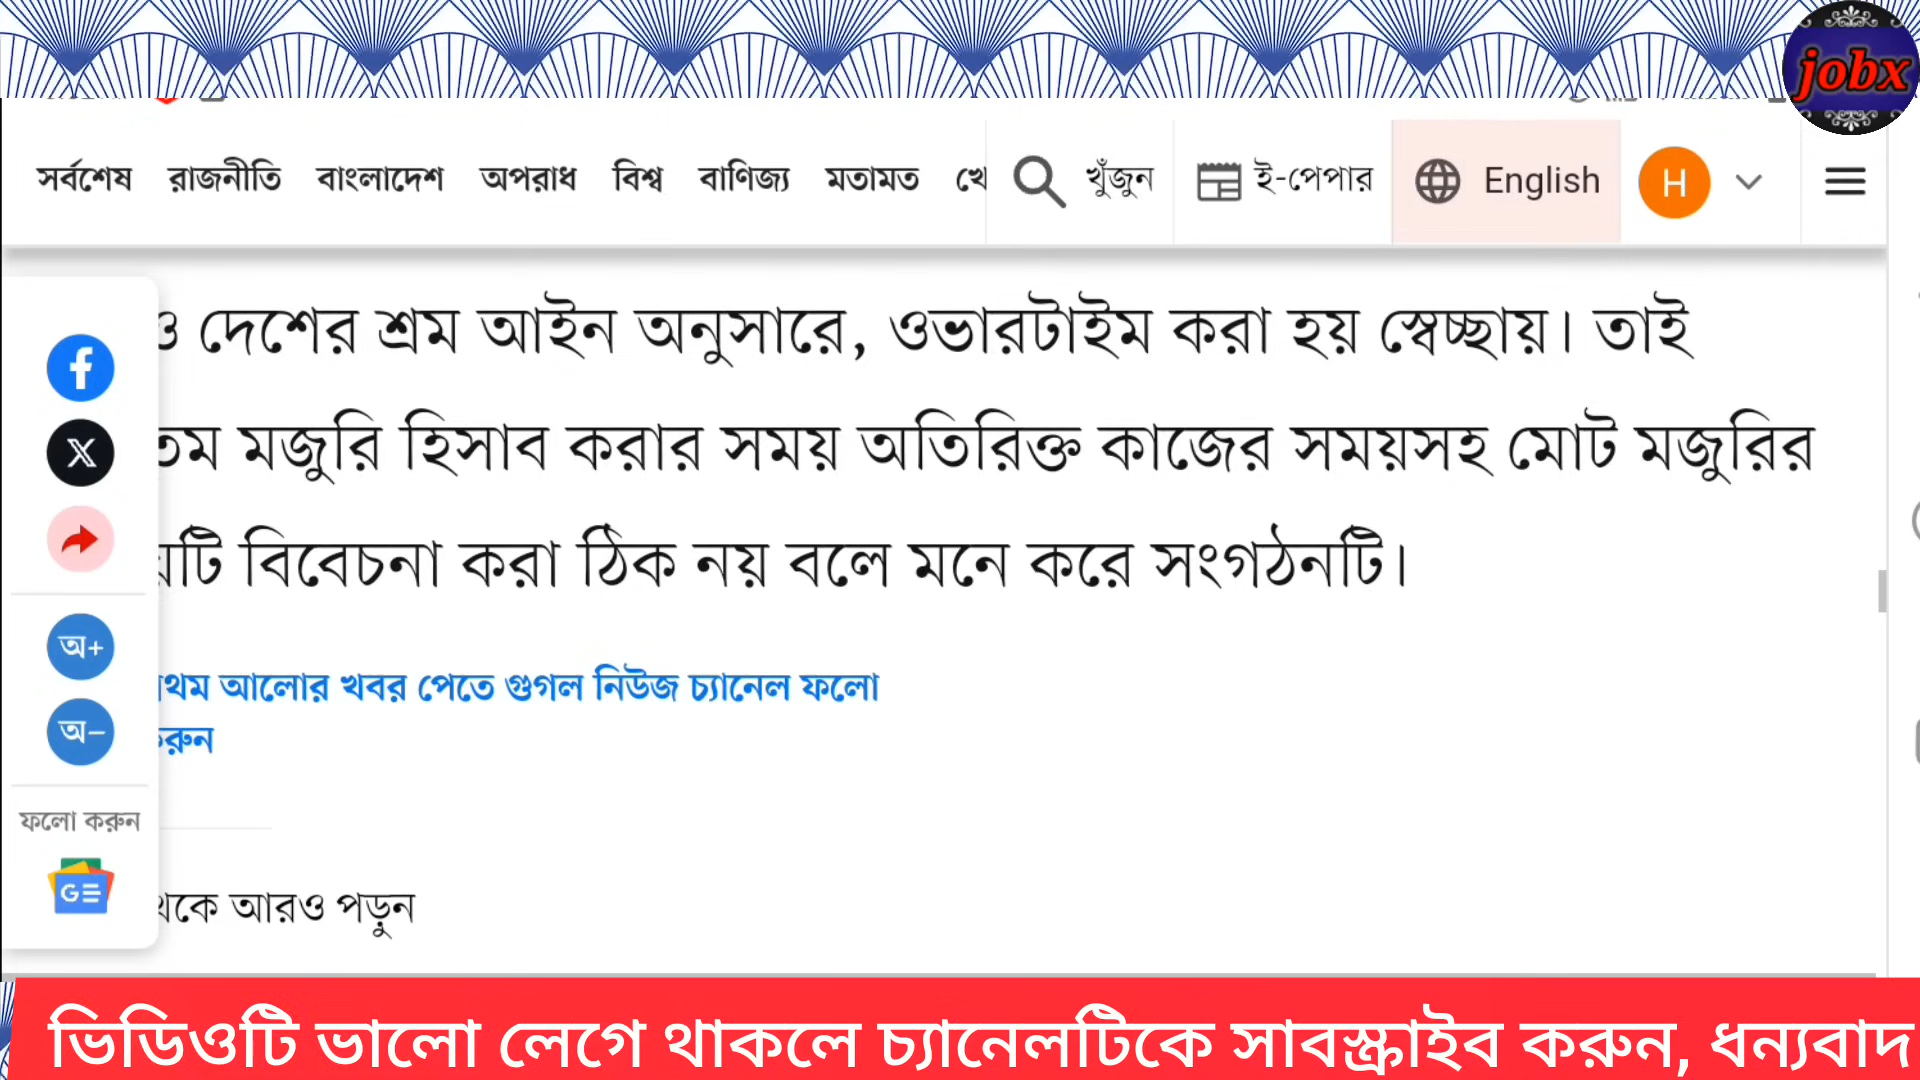 jobx
সর্বশেষ রাজনীতি বাংলাদেশ অপরাধ বিশ্ব বাণিজ্য মতামত খুঁজুন ই-পেপার English H
দেশের শ্রম আইন অনুসারে, ওভারটাইম করা হয় স্বেচ্ছায়। তাই
মজুরি হিসাব করার সময় অতিরিক্ত কাজের সময়সহ মোট মজুরির
বিবেচনা করা ঠিক নয় বলে মনে করে সংগঠনটি।
আলোর খবর পেতে গুগল নিউজ চ্যানেল ফলো
অ+
অ−
ফলো করুন
আরও পড়ুন
ভিডিওটি ভালো লেগে থাকলে চ্যানেলটিকে সাবস্ক্রাইব করুন, ধন্যবাদ